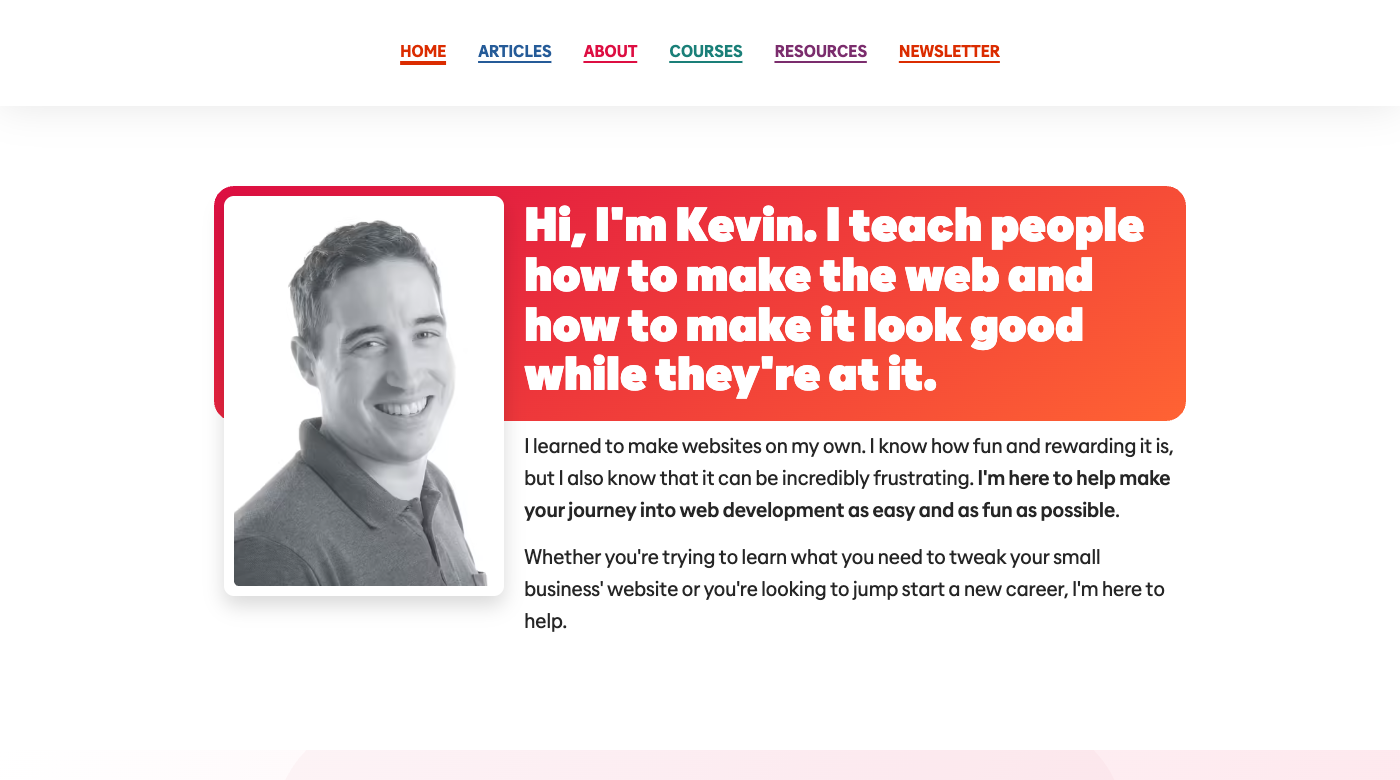 HOME ARTICLES ABOUT COURSES RESOURCES NEWSLETTER
Hi, I'm Kevin. I teach people
how to make the web and
how to make it look good
while they're at it.
I learned to make websites on my own. I know how fun and rewarding it is,
but I also know that it can be incredibly frustrating. I'm here to help make
your journey into web development as easy and as fun as possible.
Whether you're trying to learn what you need to tweak your small
business' website or you're looking to jump start a new career, I'm here to
help.